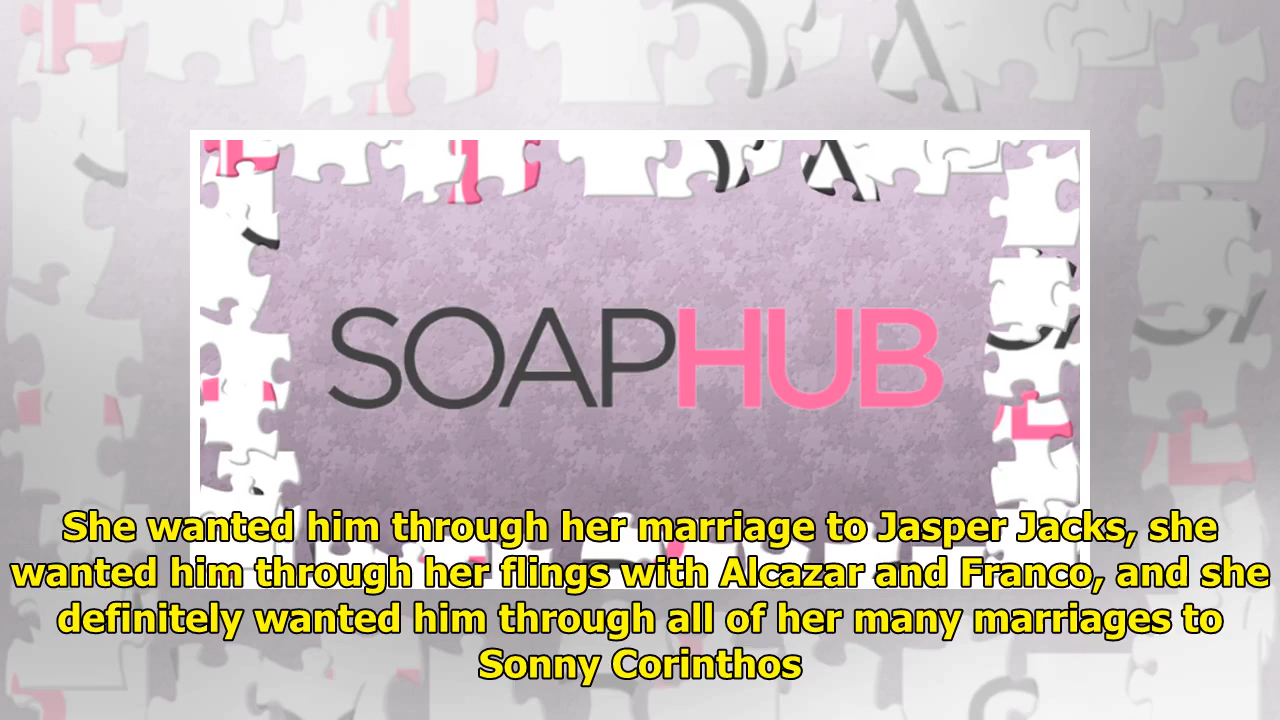 SOAPHUB
She wanted him through her marriage to Jasper Jacks, she
wanted him through her flings with Alcazar and Franco, and she
definitely wanted him through all of her many marriages to
Sonny Corinthos